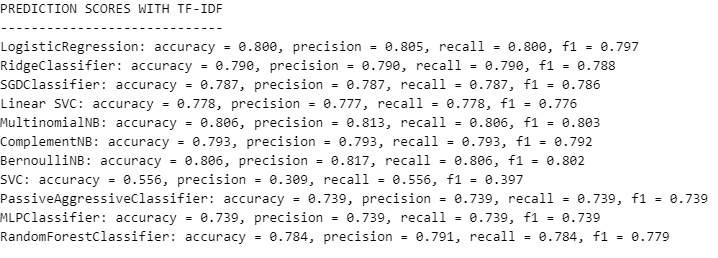 PREDICTION SCORES WITH TF-IDF
----------------------------
LogisticRegression: accuracy = 0.800, precision = 0.805, recall = 0.800, f1 = 0.797
RidgeClassifier: accuracy = 0.790, precision = 0.790, recall = 0.790, f1 = 0.788
SGDClassifier: accuracy = 0.787, precision = 0.787, recall = 0.787, f1 = 0.786
Linear SVC: accuracy = 0.778, precision = 0.777, recall = 0.778, f1 = 0.776
MultinomialNB: accuracy = 0.806, precision = 0.813, recall = 0.806, f1 = 0.803
ComplementNB: accuracy = 0.793, precision = 0.793, recall = 0.793, f1 = 0.792
BernoulliNB: accuracy = 0.806, precision = 0.817, recall = 0.806, f1 = 0.802
SVC: accuracy = 0.556, precision = 0.309, recall = 0.556, f1 = 0.397
PassiveAggressiveClassifier: accuracy = 0.739, precision = 0.739, recall = 0.739, f1 = 0.739
MLPClassifier: accuracy = 0.739, precision = 0.739, recall = 0.739, f1 = 0.739
RandomForestClassifier: accuracy = 0.784, precision = 0.791, recall = 0.784, f1 = 0.779